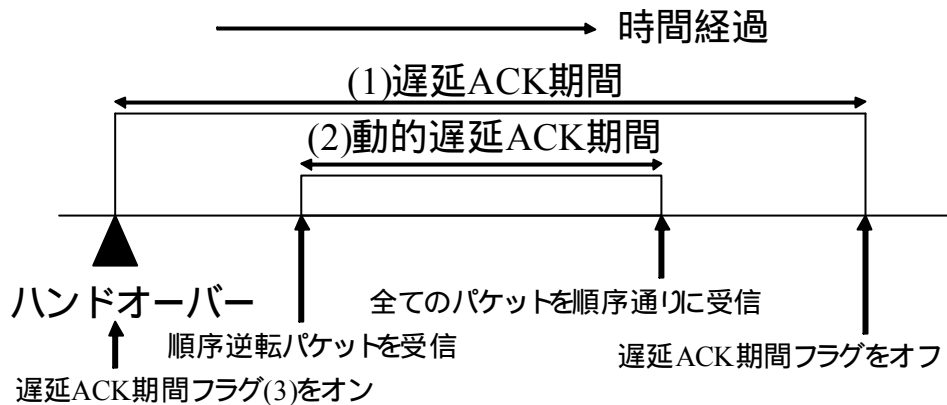 時間経過
(1)遅延ACK期間
(2)動的遅延ACK期間
ハンドオーバー
全てのパケットを順序通りに受信
順序逆転パケットを受信
遅延ACK期間フラグをオフ
遅延ACK期間フラグ(3)をオン